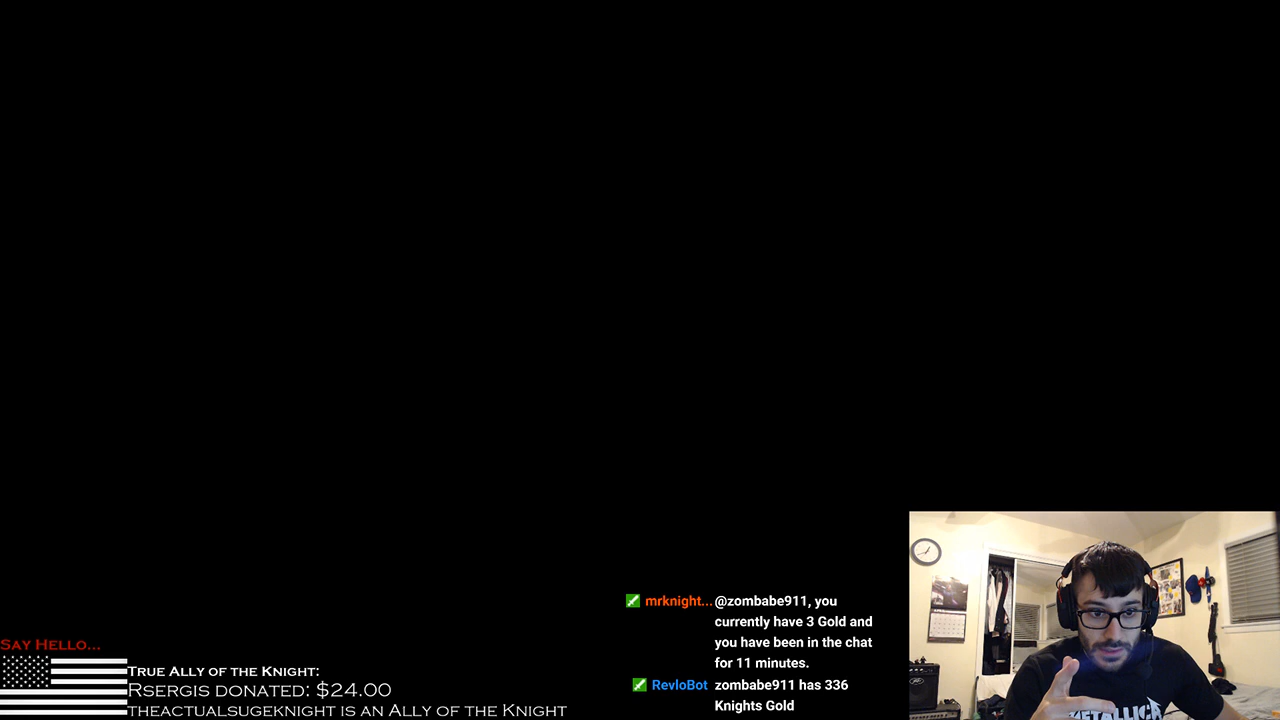 mrknight... @zombabe911, you
currently have 3 Gold and
you have been in the chat
for 11 minutes.
RevloBot zombabe911 has 336
Knights Gold
Say Hello...
True Ally of the Knight:
Rsergis donated: $24.00
theactualsugeknight is an Ally of the Knight
METALLICA